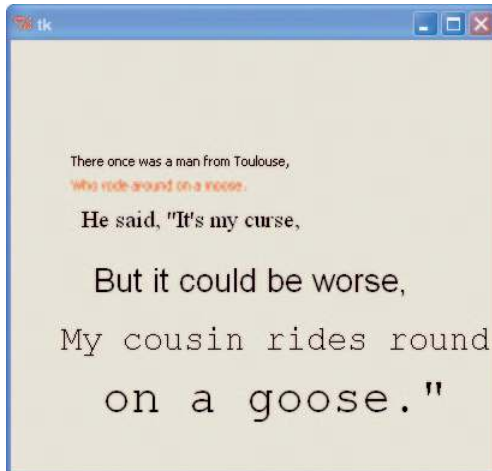 tk
There once was a man from Toulouse,
Who rode around on a moose.
He said, "It's my curse,
But it could be worse,
My cousin rides round
on a goose."